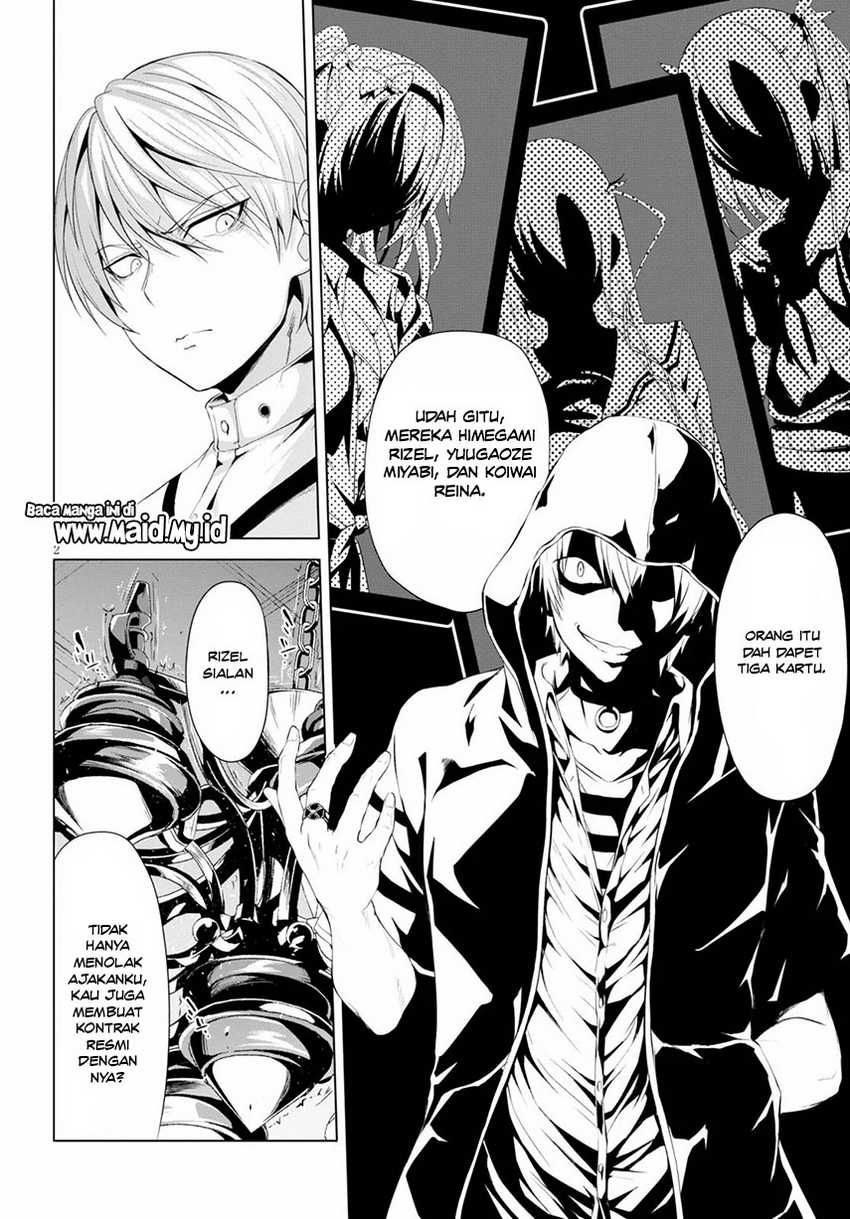 ORANG ITU
DAH DAPET
TIGA KARTU.
UDAH GITU,
MEREKA HIMEGAMI
RIZEL, YUUGAOZE
MIYABI, DAN KOIWAI
REINA.
Baca manga ini di
www.Maid.my.id
2
RIZEL
SIALAN
...
TIDAK
HANYA
MENOLAK
AJAKANKU,
KAU JUGA
MEMBUAT
KONTRAK
RESMI
DENGAN
NYA?